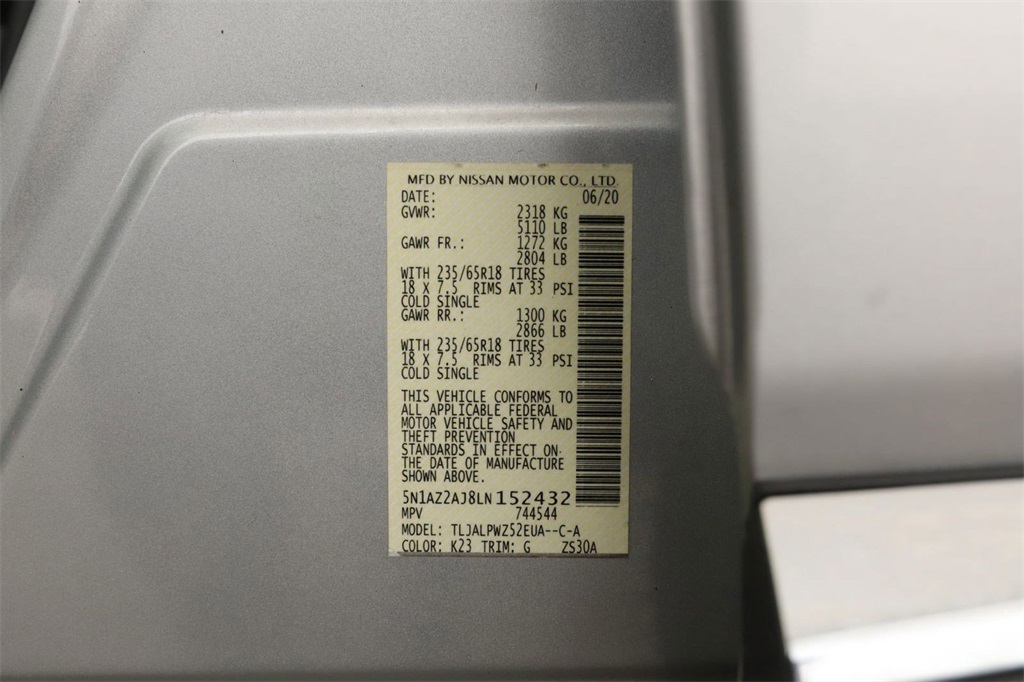 MFD BY NISSAN MOTOR CO., LTD.
DATE: 06/20
GVWR: 2318 KG
5110 LB
GAWR FR.: 1272 KG
2804 LB
WITH 235/65R18 TIRES
18 X 7.5 RIMS AT 33 PSI
COLD SINGLE
GAWR RR.: 1300 KG
2866 LB
WITH 235/65R18 TIRES
18 X 7.5 RIMS AT 33 PSI
COLD SINGLE
THIS VEHICLE CONFORMS TO
ALL APPLICABLE FEDERAL
MOTOR VEHICLE SAFETY AND
THEFT PREVENTION
STANDARDS IN EFFECT ON
THE DATE OF MANUFACTURE
SHOWN ABOVE.
5N1AZ2AJ8LN152432
MPV 744544
MODEL: TLJALPWZ52EUA--C-A
COLOR: K23 TRIM: G ZS30A